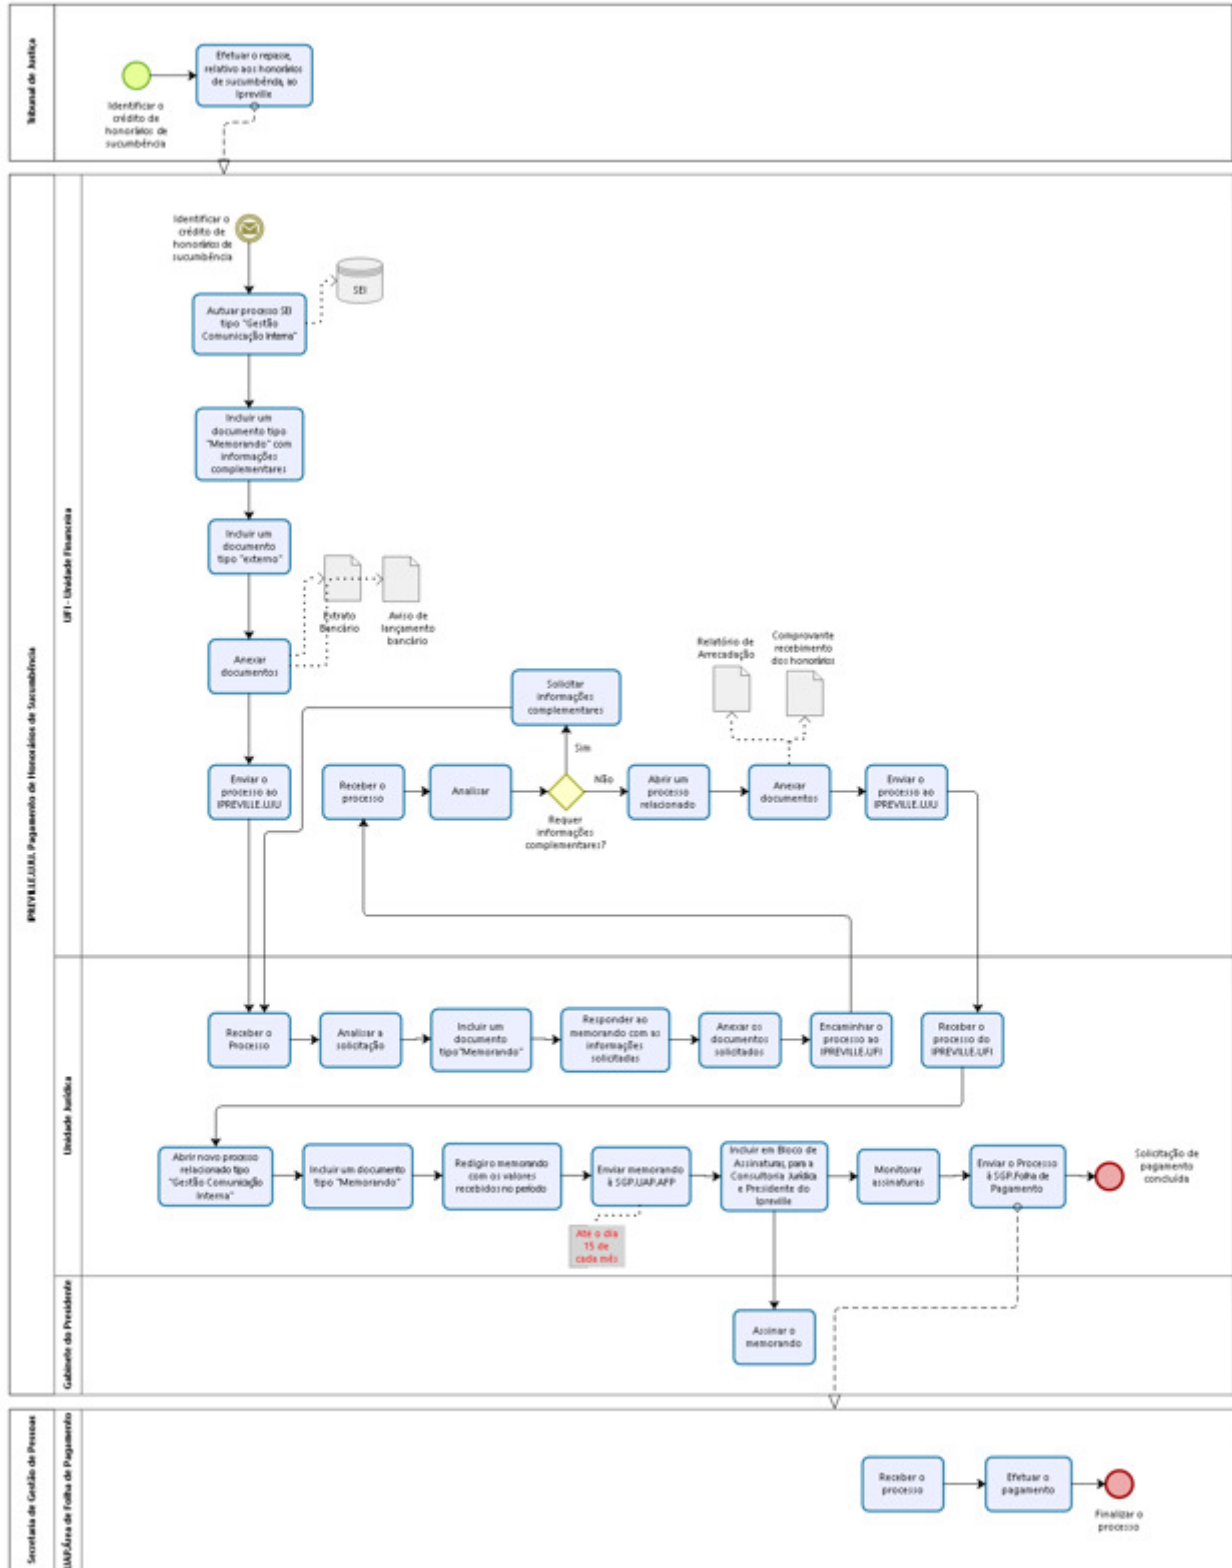 Tribunal de Justiça
Efetuar o repasse,
relativo aos honorários
de sucumbência, ao
Ipreville
Identificar o
crédito de
honorários de
sucumbência
IPREVILLE.UJU. Pagamento de Honorários de Sucumbência
UFI - Unidade Financeira
Identificar o
crédito de
honorários de
sucumbência
SEI
Autuar processo SEI
tipo "Gestão
Comunicação Interna"
Incluir um
documento tipo
"Memorando" com
informações
complementares
Incluir um
documento
tipo "externo"
Extrato
Bancário
Aviso de
lançamento
bancário
Anexar
documentos
Relatório de
Arrecadação
Comprovante
recebimento
dos honorários
Solicitar
informações
complementares
Sim
Enviar o
processo ao
IPREVILLE.UJU
Receber o
processo
Analisar
Não
Requer
informações
complementares?
Abrir um
processo
relacionado
Anexar
documentos
Enviar o
processo ao
IPREVILLE.UJU
Unidade Jurídica
Receber o
Processo
Analisar a
solicitação
Incluir um
documento
tipo"Memorando"
Responder ao
memorando com as
informações
solicitadas
Anexar os
documentos
solicitados
Encaminhar o
processo ao
IPREVILLE.UFI
Receber o
processo do
IPREVILLE.UFI
Abrir novo processo
relacionado tipo
"Gestão Comunicação
Interna"
Incluir um documento
tipo "Memorando"
Redigir o memorando
com os valores
recebidos no período
Enviar memorando
à SGP.UAP.AFP
Até o dia
15 de
cada mês
Incluir em Bloco de
Assinaturas, para a
Consultoria Jurídica
e Presidente do
Ipreville
Monitorar
assinaturas
Enviar o Processo
à SGP.Folha de
Pagamento
Solicitação de
pagamento
concluída
Gabinete do Presidente
Assinar o
memorando
Secretaria de Gestão de Pessoas
UAP.Área de Folha de Pagamento
Receber o
processo
Efetuar o
pagamento
Finalizar o
processo